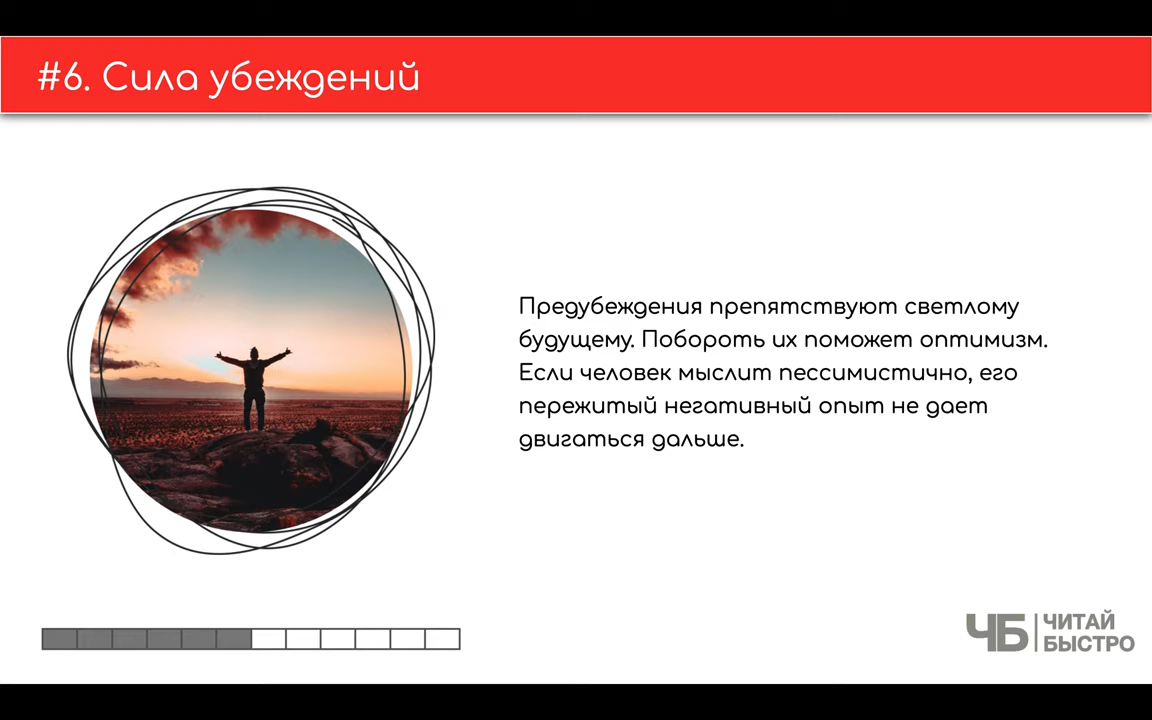 #6. Сила убеждений
Предубеждения препятствуют светлому
будущему. Побороть их поможет оптимизм.
Если человек мыслит пессимистично, его
пережитый негативный опыт не дает
двигаться дальше.
ЧБ
ЧИТАЙ
БЫСТРО